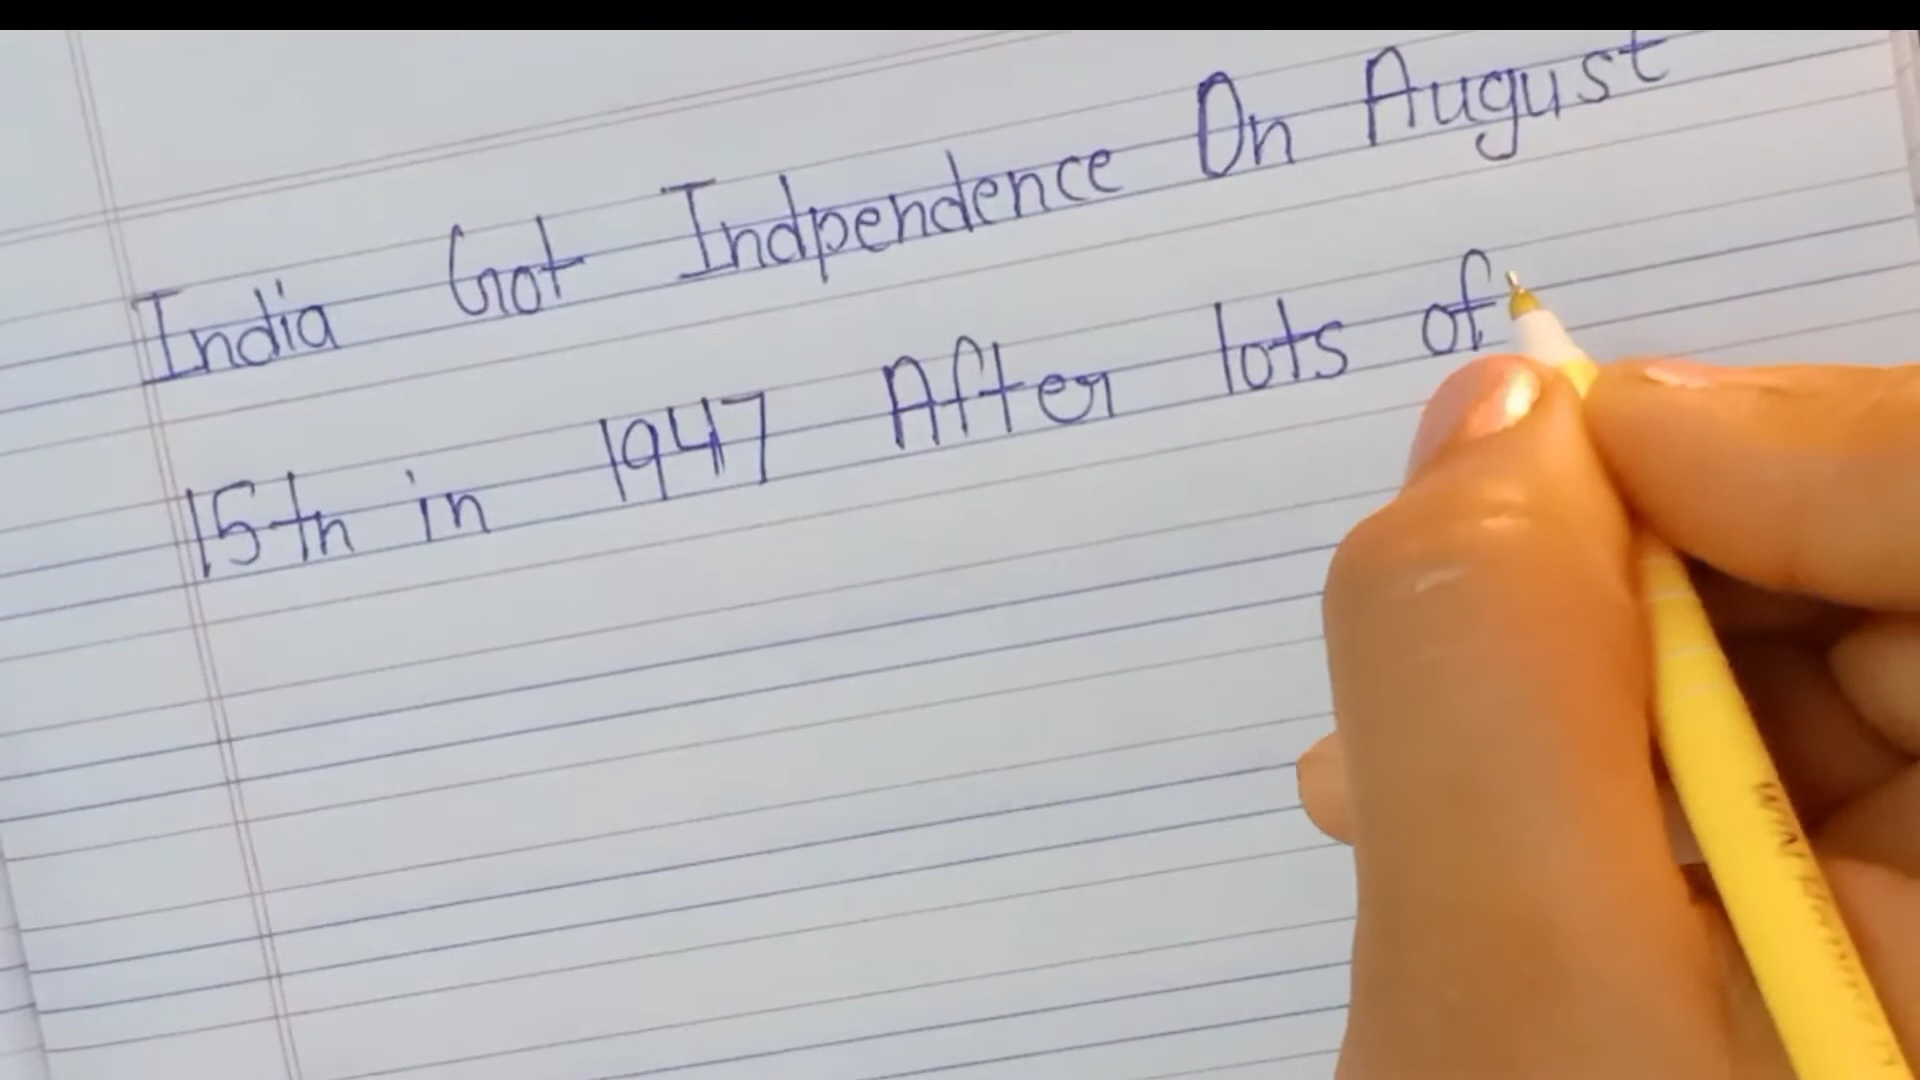 India Got Indpendence On August
15th in 1947 After lots of